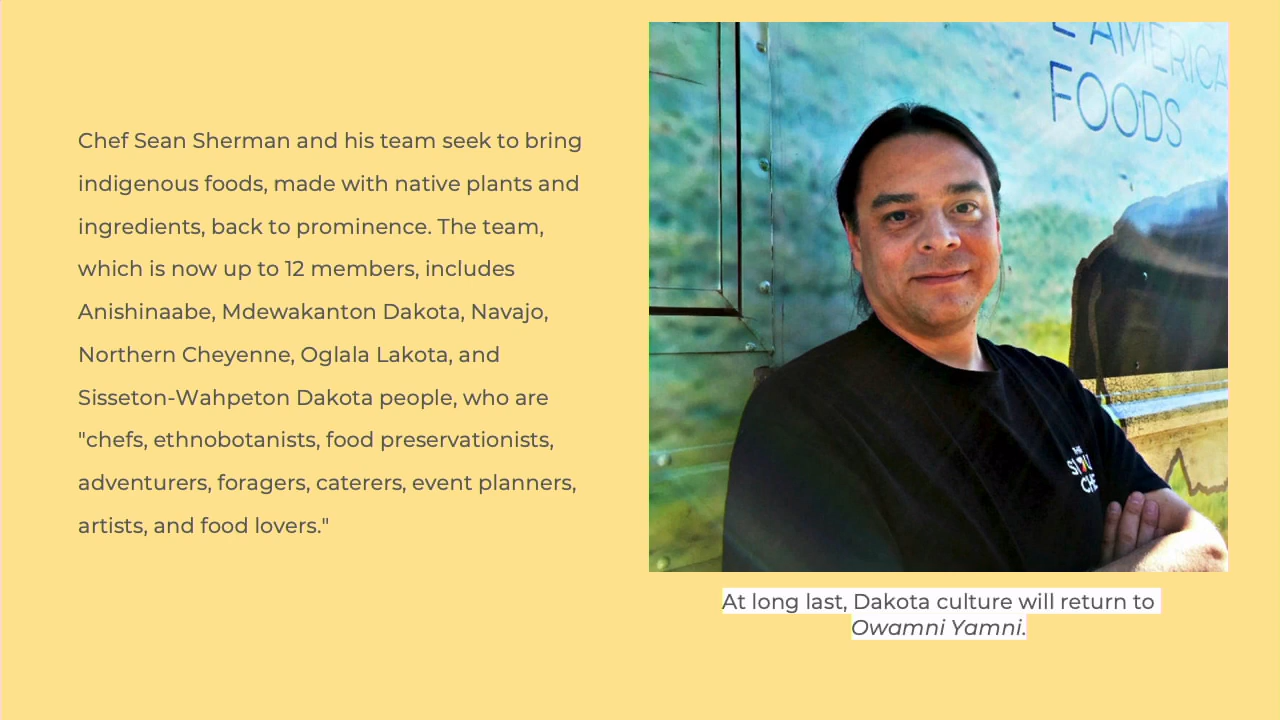 Chef Sean Sherman and his team seek to bring
indigenous foods, made with native plants and
ingredients, back to prominence. The team,
which is now up to 12 members, includes
Anishinaabe, Mdewakanton Dakota, Navajo,
Northern Cheyenne, Oglala Lakota, and
Sisseton-Wahpeton Dakota people, who are
"chefs, ethnobotanists, food preservationists,
adventurers, foragers, caterers, event planners,
artists, and food lovers."
FOODS
At long last, Dakota culture will return to
Owamni Yamni.